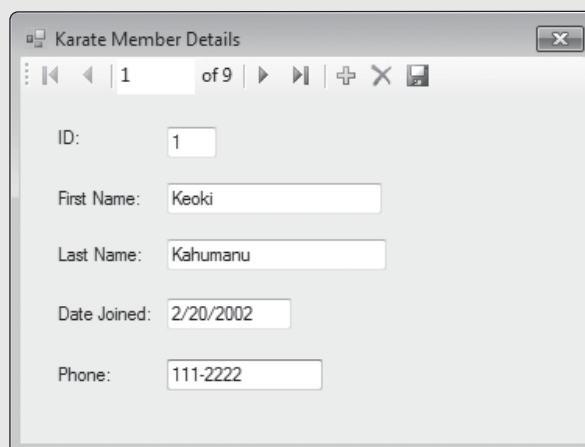 Karate Member Details
1 of 9
ID: 1
First Name: Keoki
Last Name: Kahumanu
Date Joined: 2/20/2002
Phone: 111-2222